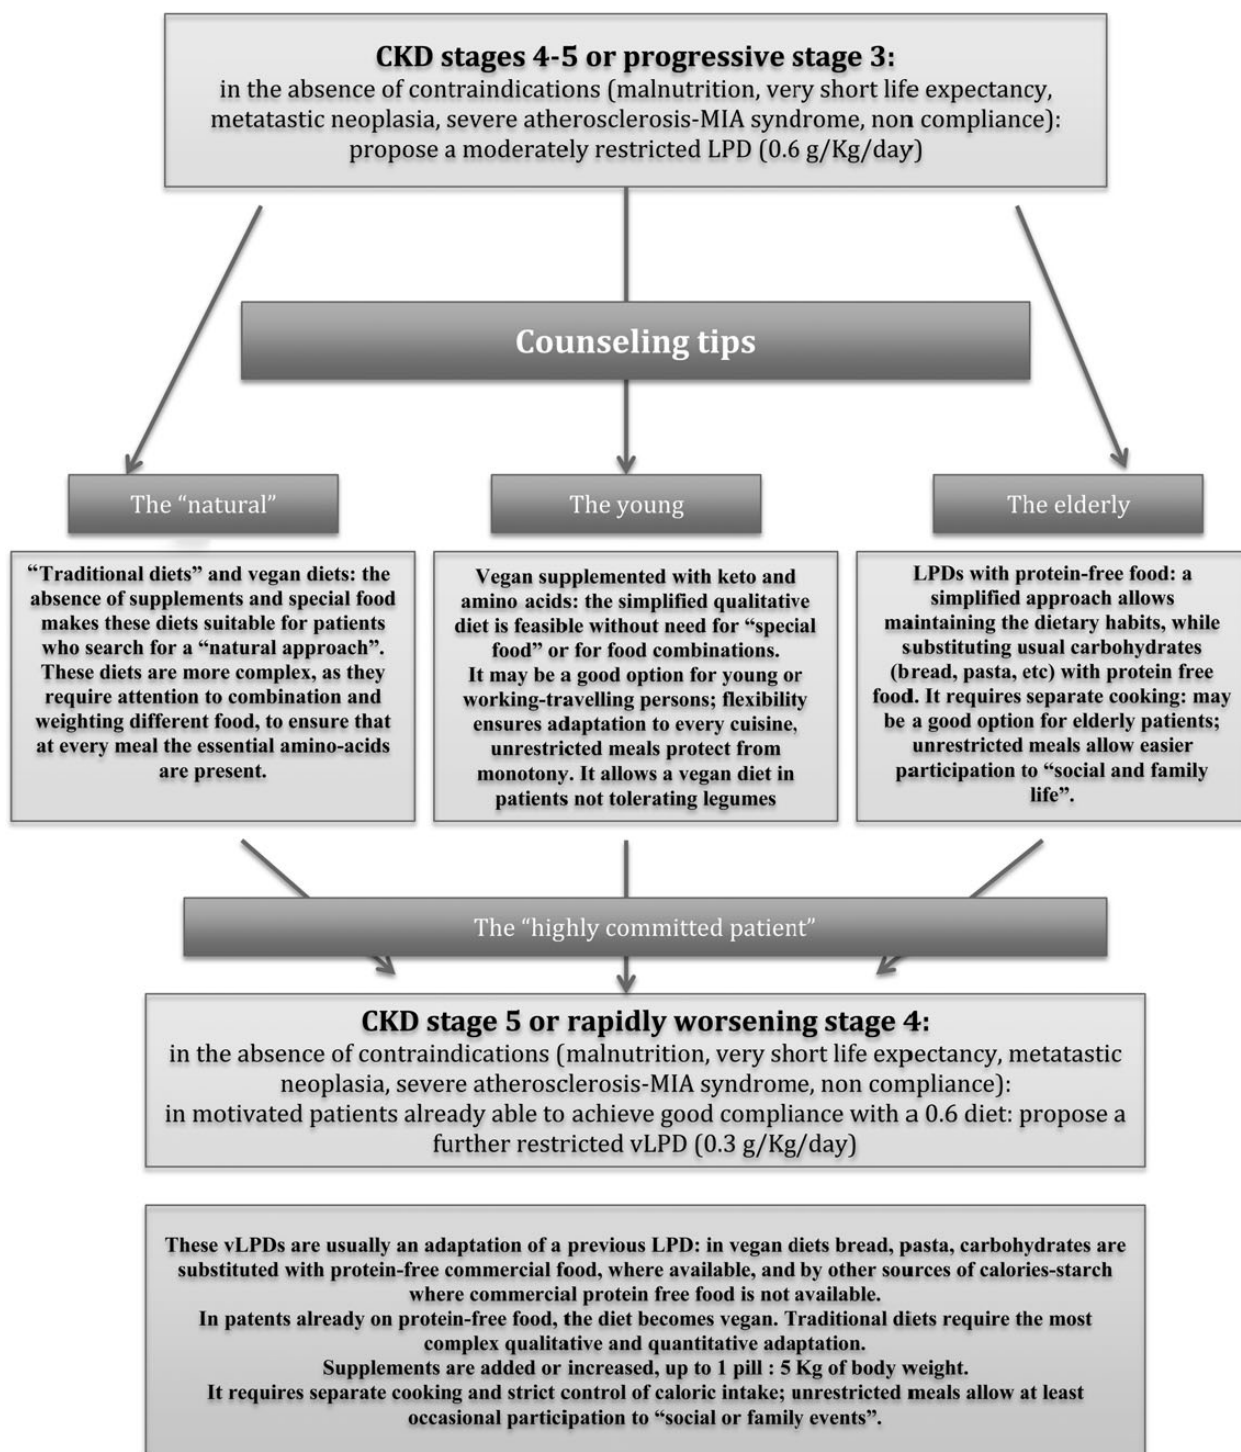 CKD stages 4-5 or progressive stage 3:
in the absence of contraindications (malnutrition, very short life expectancy,
metatastic neoplasia, severe atherosclerosis-MIA syndrome, non compliance):
propose a moderately restricted LPD (0.6 g/Kg/day)
Counseling tips
The “natural”
“Traditional diets” and vegan diets: the
absence of supplements and special food
makes these diets suitable for patients
who search for a “natural approach”.
These diets are more complex, as they
require attention to combination and
weighting different food, to ensure that
at every meal the essential amino-acids
are present.
The young
Vegan supplemented with keto and
amino acids: the simplified qualitative
diet is feasible without need for “special
food” or for food combinations.
It may be a good option for young or
working-travelling persons; flexibility
ensures adaptation to every cuisine,
unrestricted meals protect from
monotony. It allows a vegan diet in
patients not tolerating legumes
The elderly
LPDs with protein-free food: a
simplified approach allows
maintaining the dietary habits, while
substituting usual carbohydrates
(bread, pasta, etc) with protein free
food. It requires separate cooking: may
be a good option for elderly patients;
unrestricted meals allow easier
participation to “social and family
life”.
The “highly committed patient”
CKD stage 5 or rapidly worsening stage 4:
in the absence of contraindications (malnutrition, very short life expectancy, metatastic
neoplasia, severe atherosclerosis-MIA syndrome, non compliance):
in motivated patients already able to achieve good compliance with a 0.6 diet: propose a
further restricted vLPD (0.3 g/Kg/day)
These vLPDs are usually an adaptation of a previous LPD: in vegan diets bread, pasta, carbohydrates are
substituted with protein-free commercial food, where available, and by other sources of calories-starch
where commercial protein free food is not available.
In patents already on protein-free food, the diet becomes vegan. Traditional diets require the most
complex qualitative and quantitative adaptation.
Supplements are added or increased, up to 1 pill : 5 Kg of body weight.
It requires separate cooking and strict control of caloric intake; unrestricted meals allow at least
occasional participation to “social or family events”.